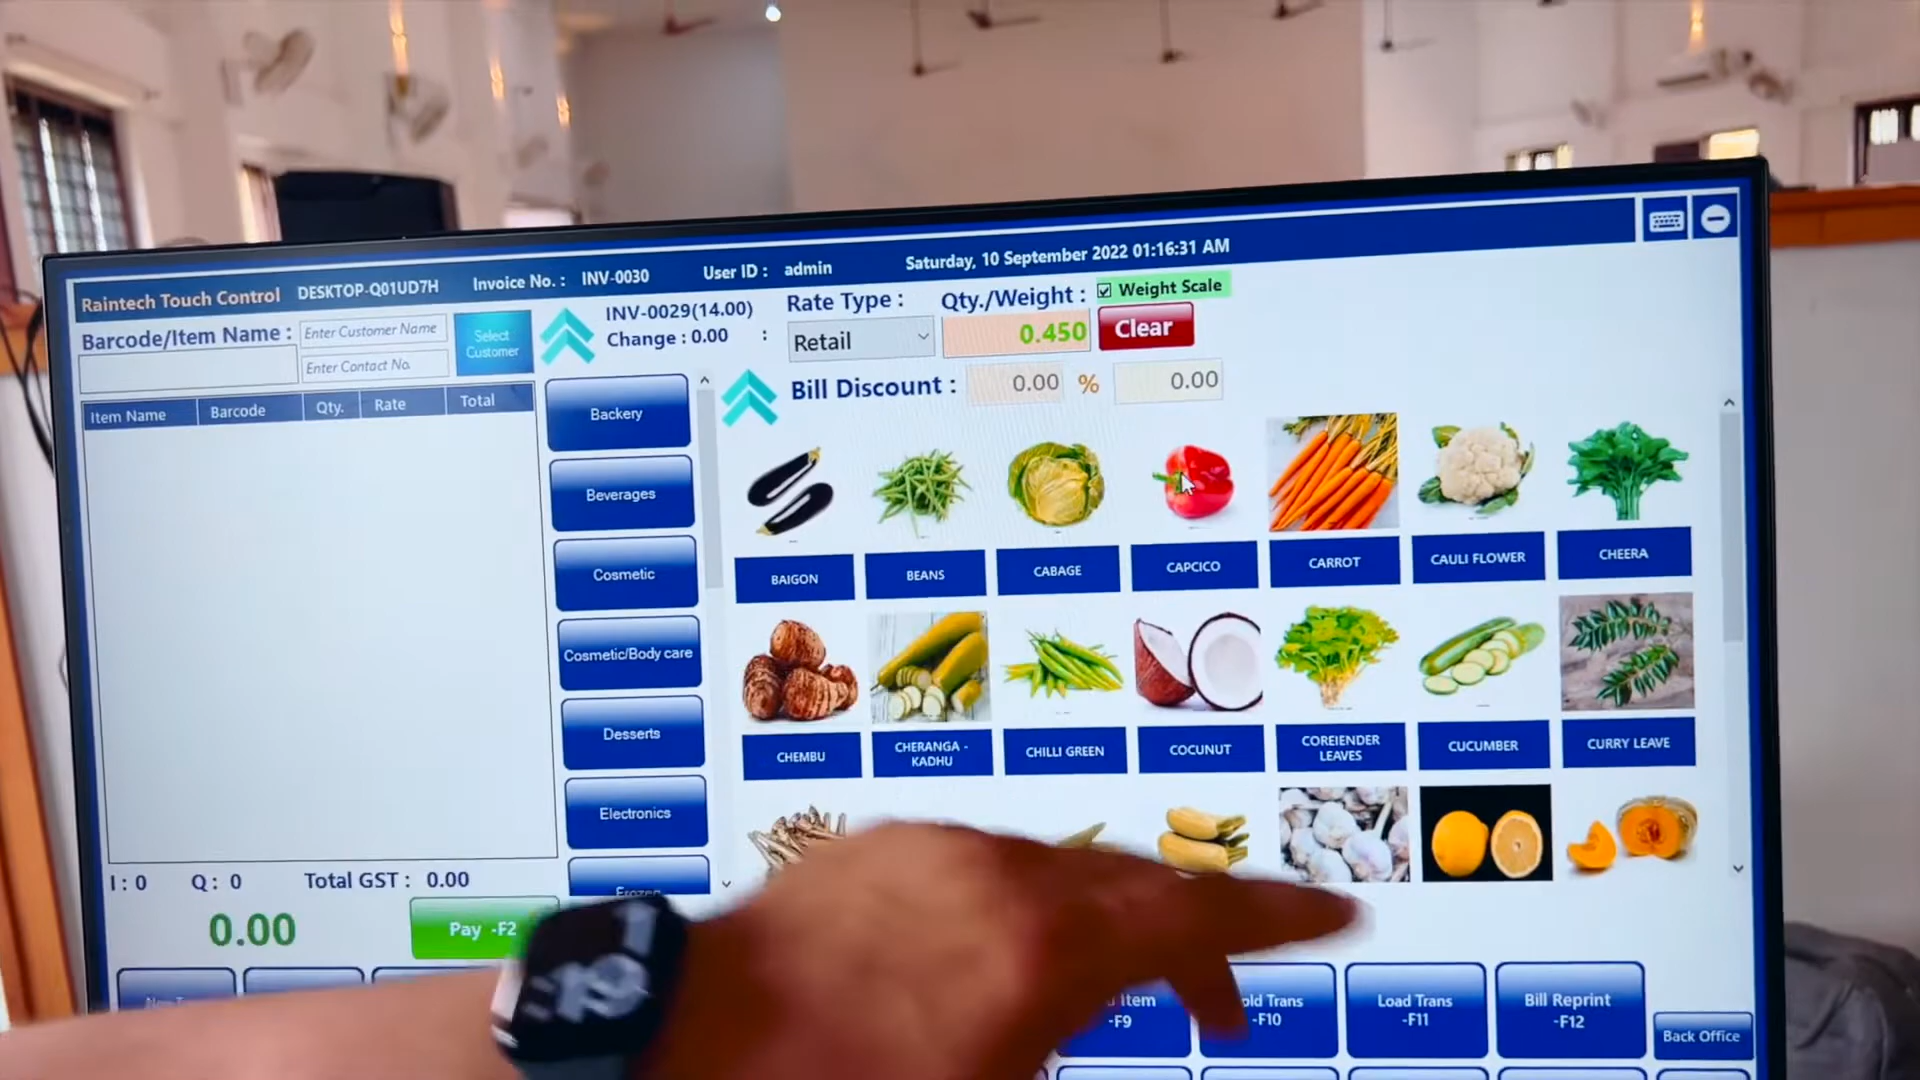 Raintech Touch Control DESKTOP-Q01UD7H Invoice No. : INV-0030 User ID : admin Saturday, 10 September 2022 01:16:31 AM
Barcode/Item Name : Enter Customer Name
Enter Contact No.
Select
Customer
INV-0029(14.00)
Change : 0.00 :
Rate Type :
Retail
Qty./Weight :
0.450
Weight Scale
Clear
Bill Discount : 0.00 % 0.00
Item Name Barcode Qty. Rate Total
Backery
Beverages
Cosmetic
Cosmetic/Body care
Desserts
Electronics
Frozen
BAIGON BEANS CABAGE CAPCICO CARROT CAULI FLOWER CHEERA
CHEMBU
CHERANGA -
KADHU
CHILLI GREEN
COCUNUT
COREIENDER
LEAVES
CUCUMBER
CURRY LEAVE
I : 0 Q : 0 Total GST : 0.00
0.00
Pay -F2
Item
-F9
Trans
-F10
Load Trans
-F11
Bill Reprint
-F12
Back Office